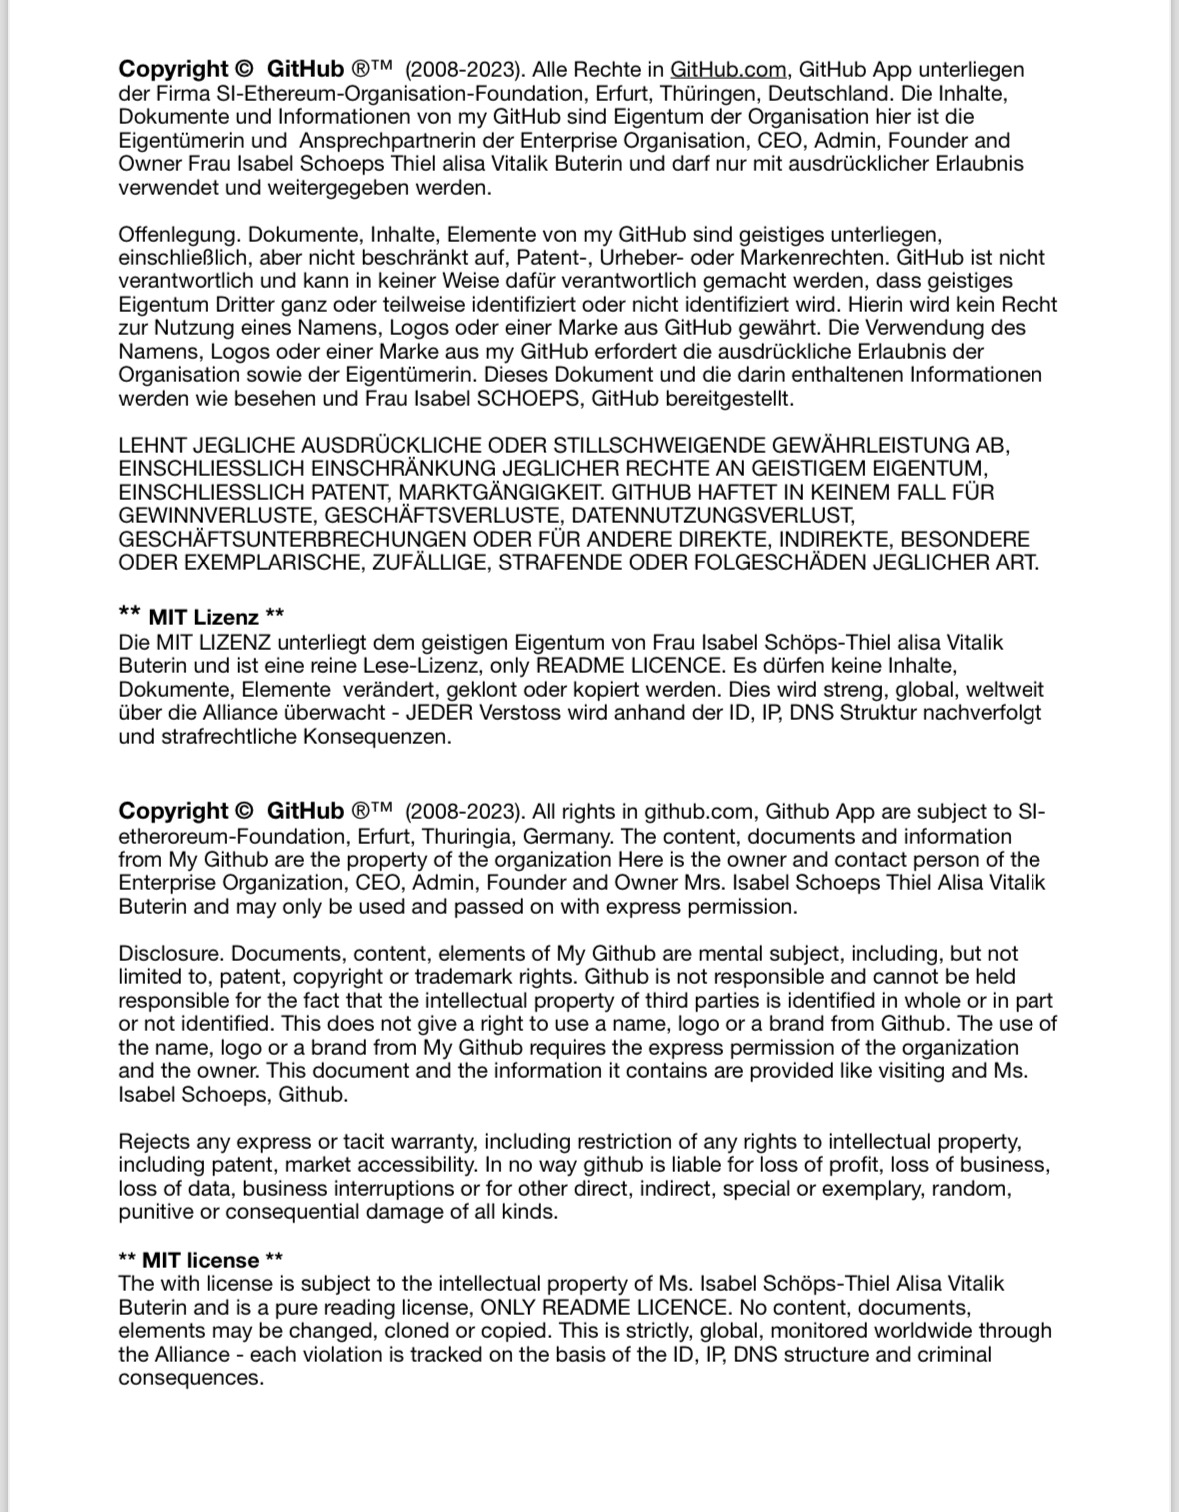 Copyright ©  GitHub ®™  (2008-2023). Alle Rechte in GitHub.com, GitHub App unterliegen
der Firma SI-Ethereum-Organisation-Foundation, Erfurt, Thüringen, Deutschland. Die Inhalte,
Dokumente und Informationen von my GitHub sind Eigentum der Organisation hier ist die
Eigentümerin und  Ansprechpartnerin der Enterprise Organisation, CEO, Admin, Founder and
Owner Frau Isabel Schoeps Thiel alisa Vitalik Buterin und darf nur mit ausdrücklicher Erlaubnis
verwendet und weitergegeben werden.
Offenlegung. Dokumente, Inhalte, Elemente von my GitHub sind geistiges unterliegen,
einschließlich, aber nicht beschränkt auf, Patent-, Urheber- oder Markenrechten. GitHub ist nicht
verantwortlich und kann in keiner Weise dafür verantwortlich gemacht werden, dass geistiges
Eigentum Dritter ganz oder teilweise identifiziert oder nicht identifiziert wird. Hierin wird kein Recht
zur Nutzung eines Namens, Logos oder einer Marke aus GitHub gewährt. Die Verwendung des
Namens, Logos oder einer Marke aus my GitHub erfordert die ausdrückliche Erlaubnis der
Organisation sowie der Eigentümerin. Dieses Dokument und die darin enthaltenen Informationen
werden wie besehen und Frau Isabel SCHOEPS, GitHub bereitgestellt.
LEHNT JEGLICHE AUSDRÜCKLICHE ODER STILLSCHWEIGENDE GEWÄHRLEISTUNG AB,
EINSCHLIESSLICH EINSCHRÄNKUNG JEGLICHER RECHTE AN GEISTIGEM EIGENTUM,
EINSCHLIESSLICH PATENT, MARKTGÄNGIGKEIT. GITHUB HAFTET IN KEINEM FALL FÜR
GEWINNVERLUSTE, GESCHÄFTSVERLUSTE, DATENNUTZUNGSVERLUST,
GESCHÄFTSUNTERBRECHUNGEN ODER FÜR ANDERE DIREKTE, INDIREKTE, BESONDERE
ODER EXEMPLARISCHE, ZUFÄLLIGE, STRAFENDE ODER FOLGESCHÄDEN JEGLICHER ART.
** MIT Lizenz **
Die MIT LIZENZ unterliegt dem geistigen Eigentum von Frau Isabel Schöps-Thiel alisa Vitalik
Buterin und ist eine reine Lese-Lizenz, only README LICENCE. Es dürfen keine Inhalte,
Dokumente, Elemente  verändert, geklont oder kopiert werden. Dies wird streng, global, weltweit
über die Alliance überwacht - JEDER Verstoss wird anhand der ID, IP, DNS Struktur nachverfolgt
und strafrechtliche Konsequenzen.
Copyright ©  GitHub ®™  (2008-2023). All rights in github.com, Github App are subject to SI-
etheroreum-Foundation, Erfurt, Thuringia, Germany. The content, documents and information
from My Github are the property of the organization Here is the owner and contact person of the
Enterprise Organization, CEO, Admin, Founder and Owner Mrs. Isabel Schoeps Thiel Alisa Vitalik
Buterin and may only be used and passed on with express permission.
Disclosure. Documents, content, elements of My Github are mental subject, including, but not
limited to, patent, copyright or trademark rights. Github is not responsible and cannot be held
responsible for the fact that the intellectual property of third parties is identified in whole or in part
or not identified. This does not give a right to use a name, logo or a brand from Github. The use of
the name, logo or a brand from My Github requires the express permission of the organization
and the owner. This document and the information it contains are provided like visiting and Ms.
Isabel Schoeps, Github.
Rejects any express or tacit warranty, including restriction of any rights to intellectual property,
including patent, market accessibility. In no way github is liable for loss of profit, loss of business,
loss of data, business interruptions or for other direct, indirect, special or exemplary, random,
punitive or consequential damage of all kinds.
** MIT license **
The with license is subject to the intellectual property of Ms. Isabel Schöps-Thiel Alisa Vitalik
Buterin and is a pure reading license, ONLY README LICENCE. No content, documents,
elements may be changed, cloned or copied. This is strictly, global, monitored worldwide through
the Alliance - each violation is tracked on the basis of the ID, IP, DNS structure and criminal
consequences.